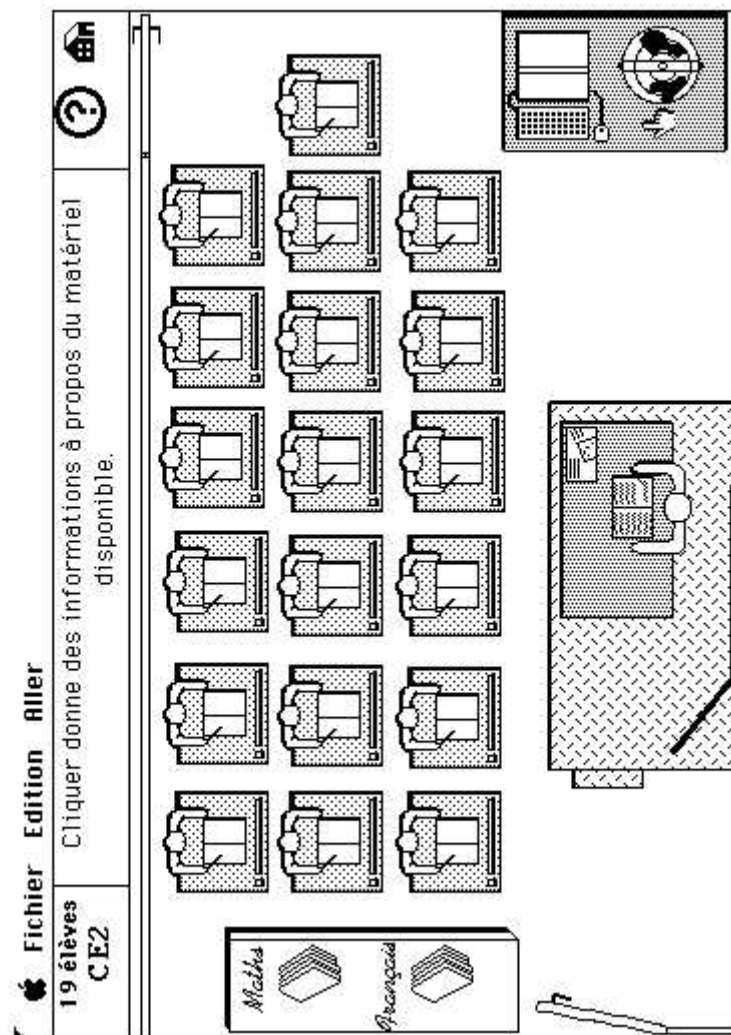 Fichier Edition Aller
19 élèves
CE2
Cliquer donne des informations à propos du matériel
disponible.
?
Maths
Français